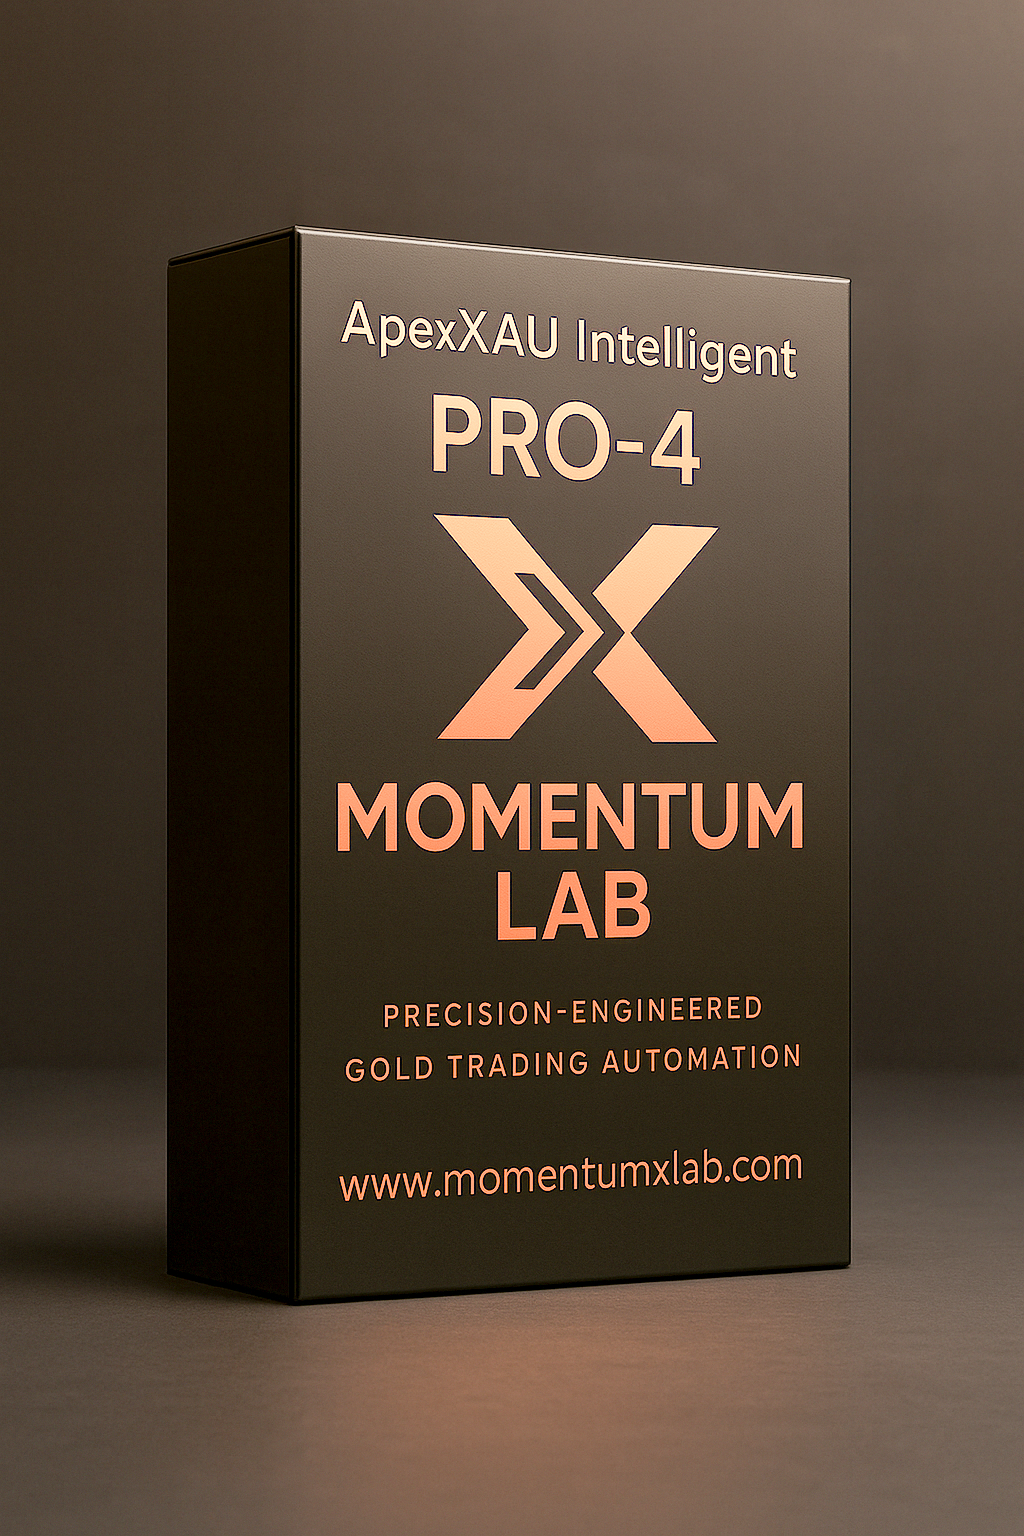 ApexXAU Intelligent
PRO-4
X
MOMENTUM
LAB
PRECISION-ENGINEERED
GOLD TRADING AUTOMATION
www.momentumxlab.com